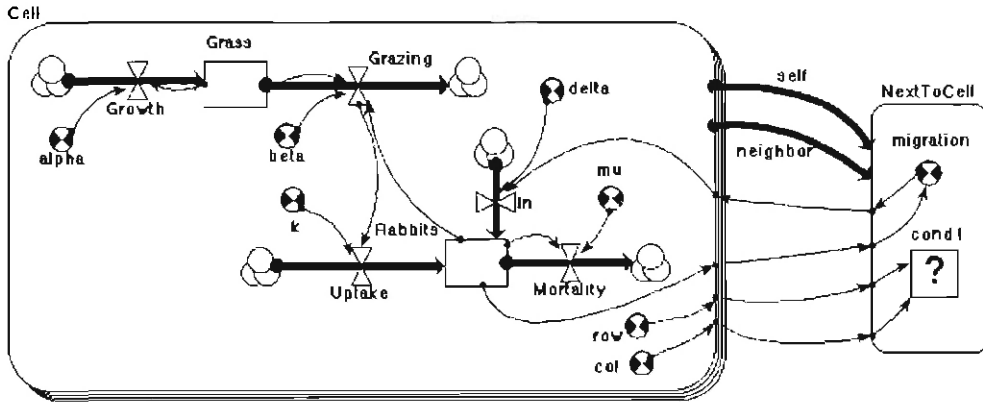 Cell
Grass
Grazing
Growth
alpha
beta
delta
self
NextToCell
neighbor
migration
k
Rabbits
In
mu
cond1
Uptake
Mortality
?
row
col